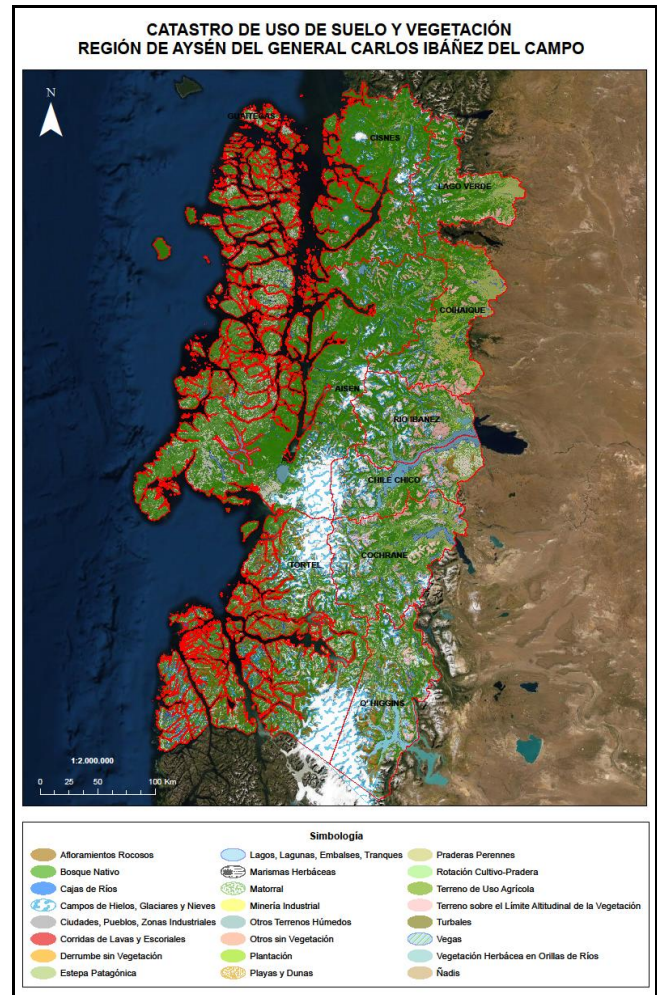 CATASTRO DE USO DE SUELO Y VEGETACIÓN
REGIÓN DE AYSÉN DEL GENERAL CARLOS IBÁÑEZ DEL CAMPO
N
GUAITECAS
CISNES
LAGO VERDE
COIHAIQUE
AISEN
RIO IBAÑEZ
CHILE CHICO
COCHRANE
TORTEL
O'HIGGINS
1:2.000.000
0 25 50 100 Km
Simbología
Afloramientos Rocosos
Bosque Nativo
Cajas de Ríos
Campos de Hielos, Glaciares y Nieves
Ciudades, Pueblos, Zonas Industriales
Corridas de Lavas y Escoriales
Derrumbe sin Vegetación
Estepa Patagónica
Lagos, Lagunas, Embalses, Tranques
Marismas Herbáceas
Matorral
Minería Industrial
Otros Terrenos Húmedos
Otros sin Vegetación
Plantación
Playas y Dunas
Praderas Perennes
Rotación Cultivo-Pradera
Terreno de Uso Agrícola
Terreno sobre el Límite Altitudinal de la Vegetación
Turbales
Vegas
Vegetación Herbácea en Orillas de Ríos
Ñadis